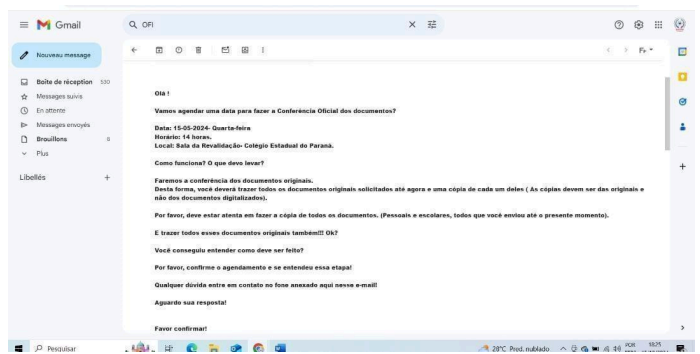 Gmail
OFI
Nouveau message
Boîte de réception 530
Messages suivis
En attente
Messages envoyés
Brouillons
Plus
Libellés
Olá !
Vamos agendar uma data para fazer a Conferência Oficial dos documentos?
Data: 15-05-2024- Quarta-feira
Horário: 14 horas.
Local: Sala da Revalidação- Colégio Estadual do Paraná.
Como funciona? O que devo levar?
Faremos a conferência dos documentos originais.
Desta forma, você deverá trazer todos os documentos originais solicitados até agora e uma cópia de cada um deles ( As cópias devem ser das originais e
não dos documentos digitalizados).
Por favor, deve estar atenta em fazer a cópia de todos os documentos. (Pessoais e escolares, todos que você enviou até o presente momento).
E trazer todos esses documentos originais também!!! Ok?
Você conseguiu entender como deve ser feito?
Por favor, confirme o agendamento e se entendeu essa etapa!
Qualquer dúvida entre em contato no fone anexado aqui nesse e-mail!
Aguardo sua resposta!
Favor confirmar!
Pesquisar
28°C Pred. nublado
POR